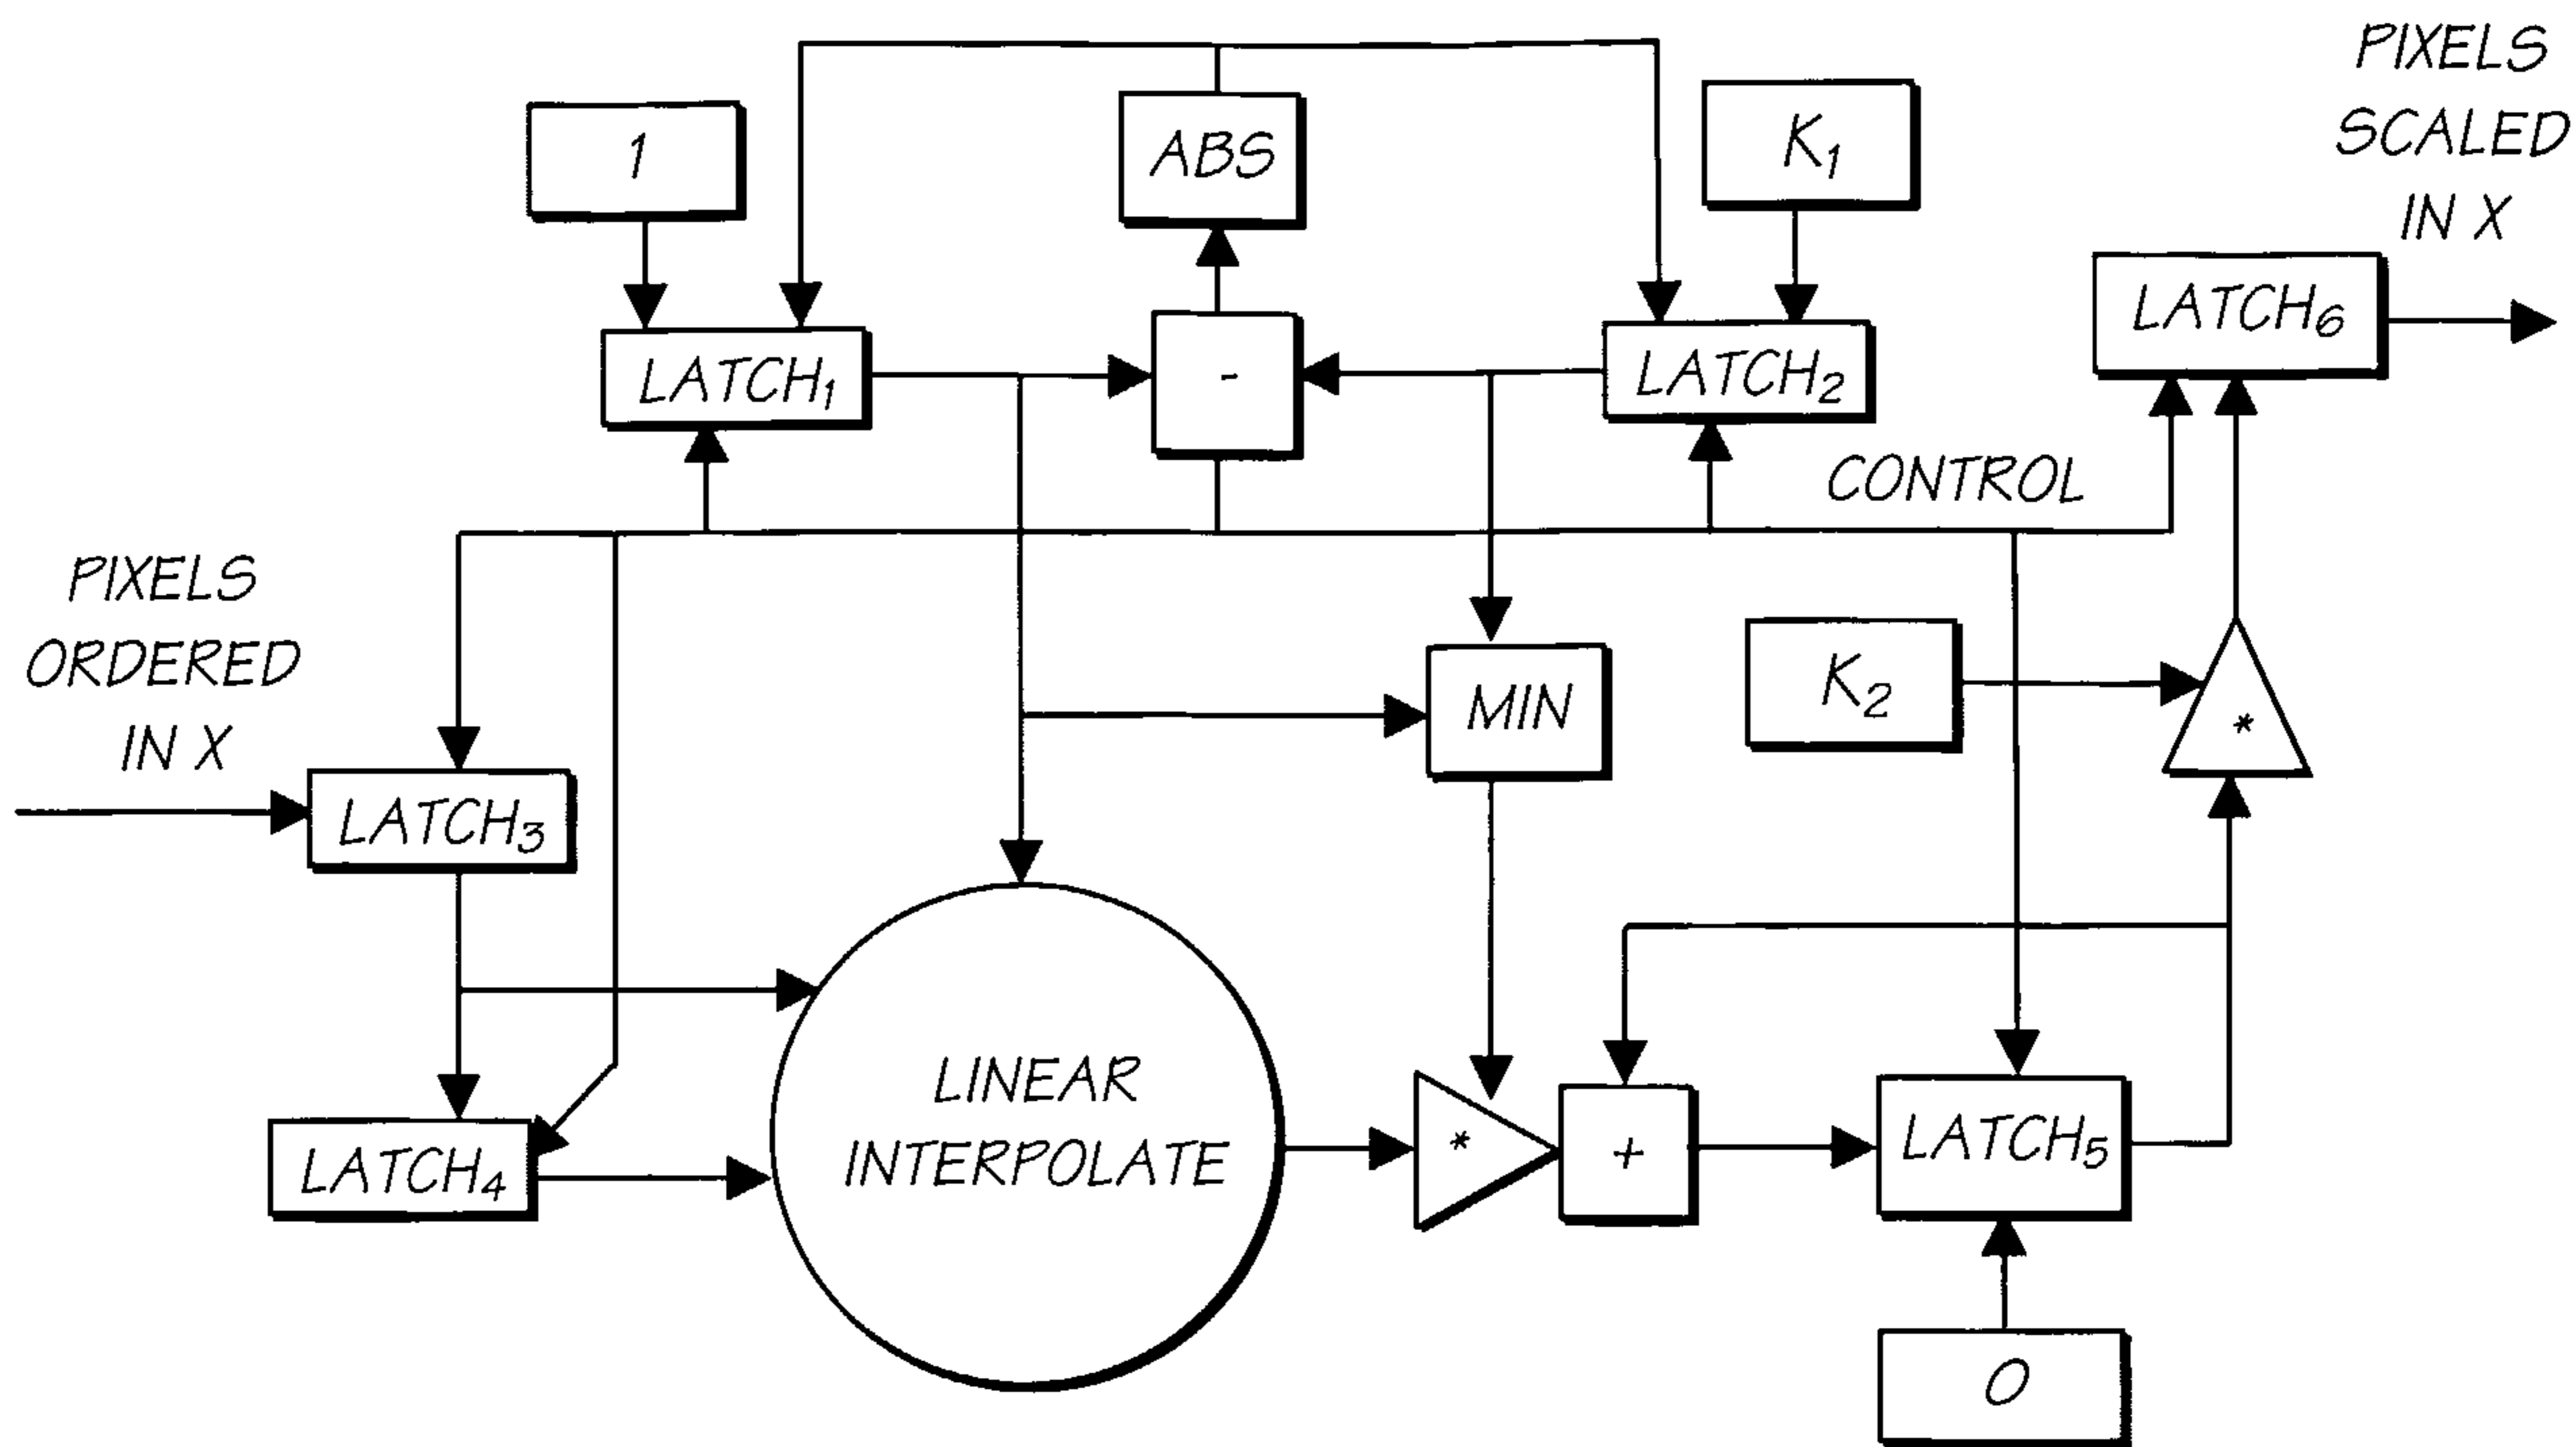 PIXELS
SCALED
IN X
1
ABS
K₁
LATCH₆
LATCH₁
-
LATCH₂
CONTROL
PIXELS
ORDERED
IN X
K₂
MIN
*
LATCH₃
LINEAR
INTERPOLATE
*
+
LATCH₅
LATCH₄
0